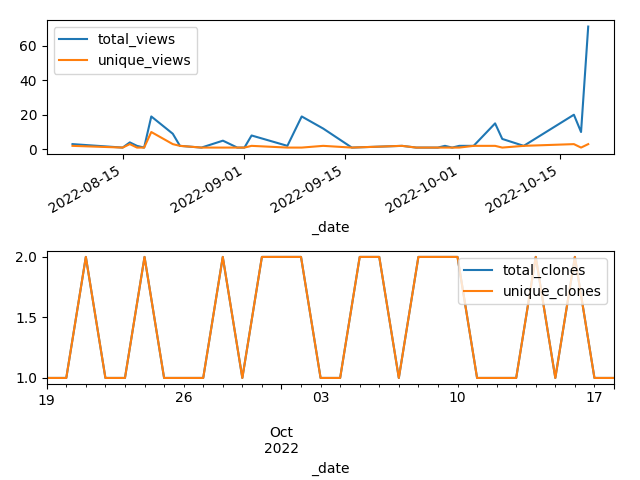 total_views
unique_views
60
40
20
0
2022-08-15
2022-09-01
2022-09-15
2022-10-01
2022-10-15
_date
total_clones
unique_clones
2.0
1.5
1.0
19
26
03
10
17
Oct
2022
_date